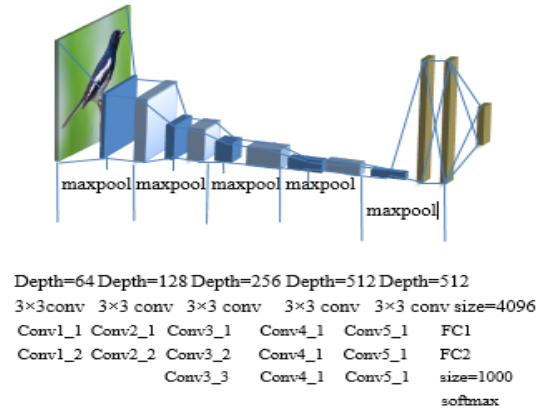 maxpool maxpool maxpool maxpool
maxpool
Depth=64 Depth=128 Depth=256 Depth=512 Depth=512
3×3conv 3×3 conv 3×3 conv 3×3 conv 3×3 conv size=4096
Conv1_1 Conv2_1 Conv3_1 Conv4_1 Conv5_1 FC1
Conv1_2 Conv2_2 Conv3_2 Conv4_1 Conv5_1 FC2
Conv3_3 Conv4_1 Conv5_1 size=1000
softmax